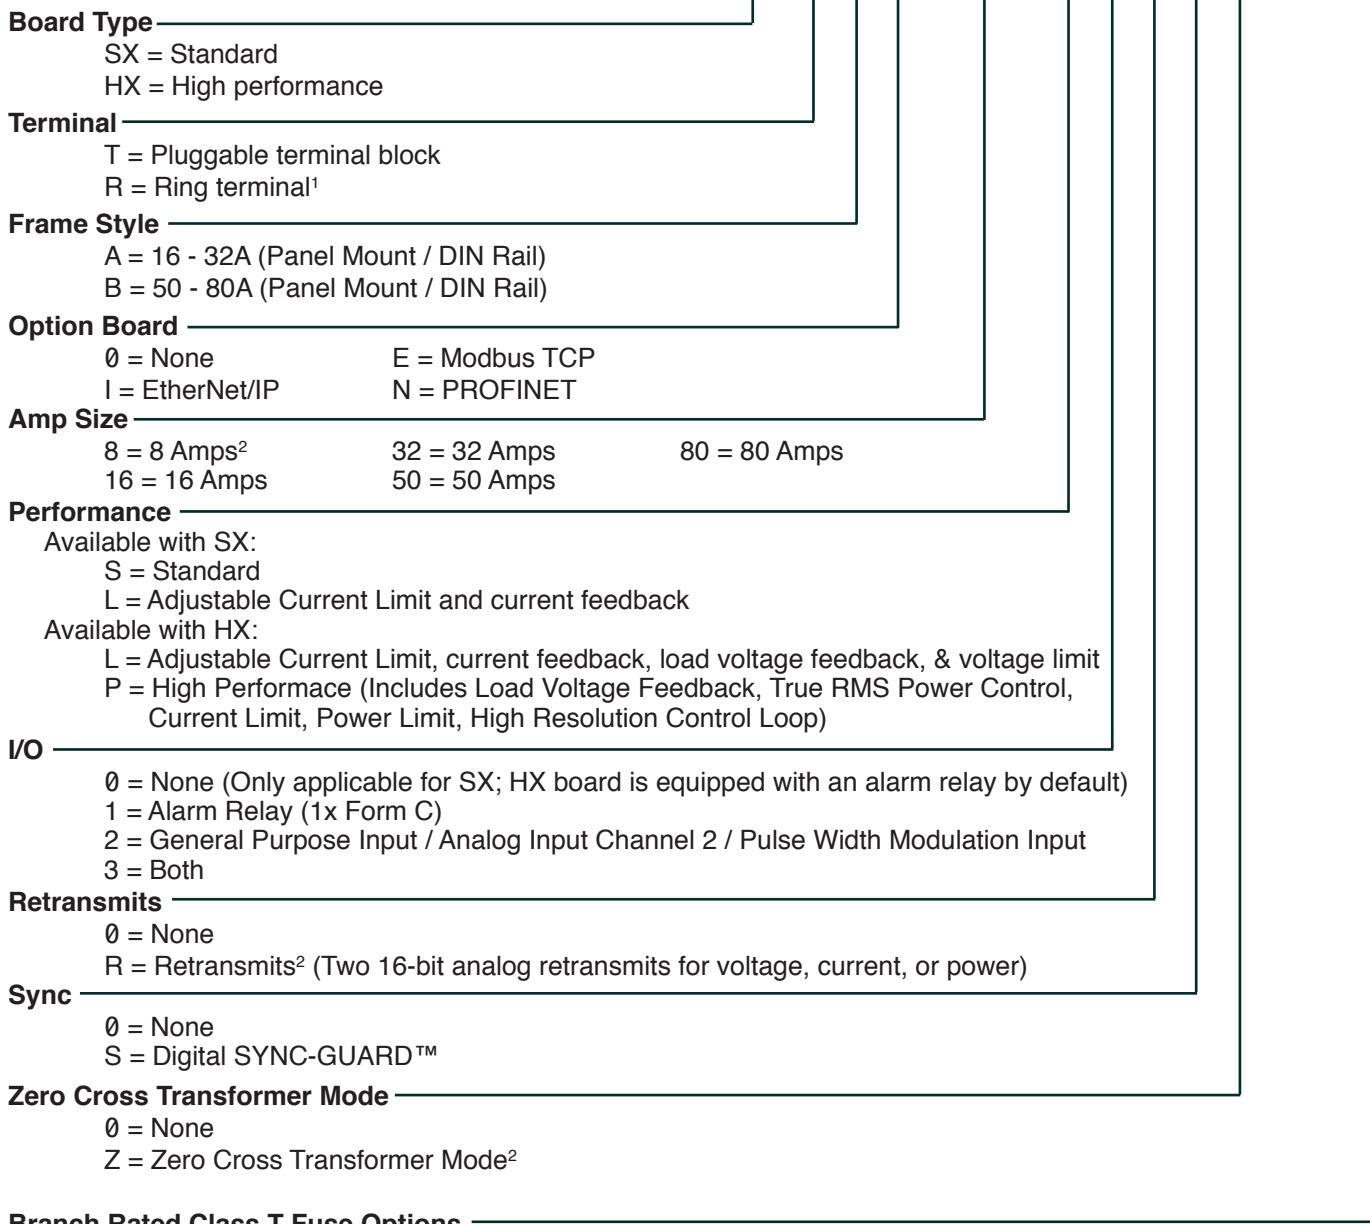 Board Type
SX = Standard
HX = High performance
Terminal
T = Pluggable terminal block
R = Ring terminal¹
Frame Style
A = 16 - 32A (Panel Mount / DIN Rail)
B = 50 - 80A (Panel Mount / DIN Rail)
Option Board
0 = None E = Modbus TCP
I = EtherNet/IP N = PROFINET
Amp Size
8 = 8 Amps² 32 = 32 Amps 80 = 80 Amps
16 = 16 Amps 50 = 50 Amps
Performance
Available with SX:
S = Standard
L = Adjustable Current Limit and current feedback
Available with HX:
L = Adjustable Current Limit, current feedback, load voltage feedback, & voltage limit
P = High Performace (Includes Load Voltage Feedback, True RMS Power Control,
Current Limit, Power Limit, High Resolution Control Loop)
I/O
0 = None (Only applicable for SX; HX board is equipped with an alarm relay by default)
1 = Alarm Relay (1x Form C)
2 = General Purpose Input / Analog Input Channel 2 / Pulse Width Modulation Input
3 = Both
Retransmits
0 = None
R = Retransmits² (Two 16-bit analog retransmits for voltage, current, or power)
Sync
0 = None
S = Digital SYNC-GUARD™
Zero Cross Transformer Mode
0 = None
Z = Zero Cross Transformer Mode²
Branch Rated Class T Fuse Options